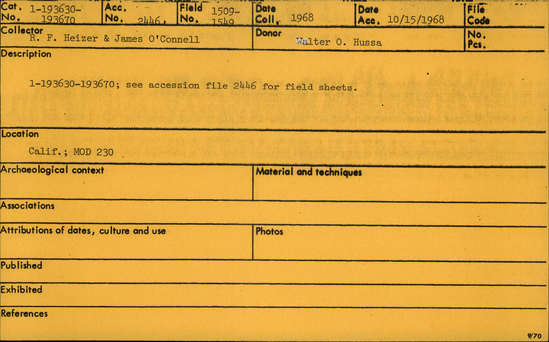 Cat. No. 1-193630-193670 Acc. No. 2446. Field No. 1509-1549 Date Coll. 1968 Date Acc. 10/15/1968 File Code
Collector R. F. Heizer & James O'Connell Donor Walter O. Hussa No. Pcs.
Description
1-193630-193670; see accession file 2446 for field sheets.
Location
Calif.; MOD 230
Archaeological context Material and techniques
Associations
Attributions of dates, culture and use Photos
Published
Exhibited
References
9/70